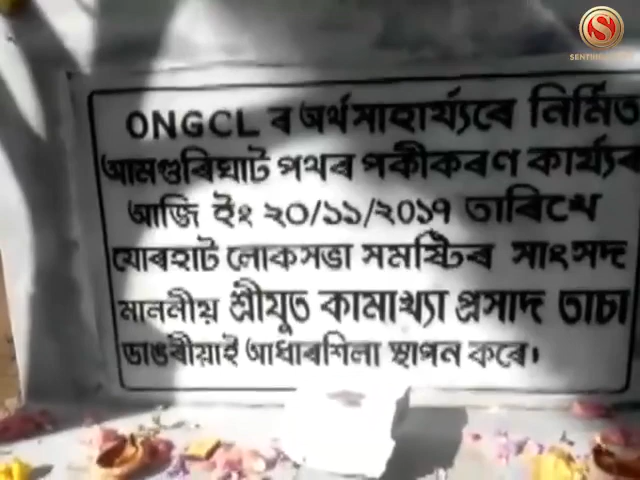 ONGCL ৰ অৰ্থসাহাৰ্য্যৰে নিৰ্মিত
আমগুৰিঘাট পথৰ পকীকৰণ কাৰ্য্যৰ
আজি ইং ২০/১১/২০১৭ তাৰিখে
যোৰহাট লোকসভা সমষ্টিৰ সাংসদ
মাননীয় শ্ৰীযুত কামাখ্যা প্ৰসাদ তাচা
ডাঙৰীয়াই আধাৰশিলা স্থাপন কৰে।